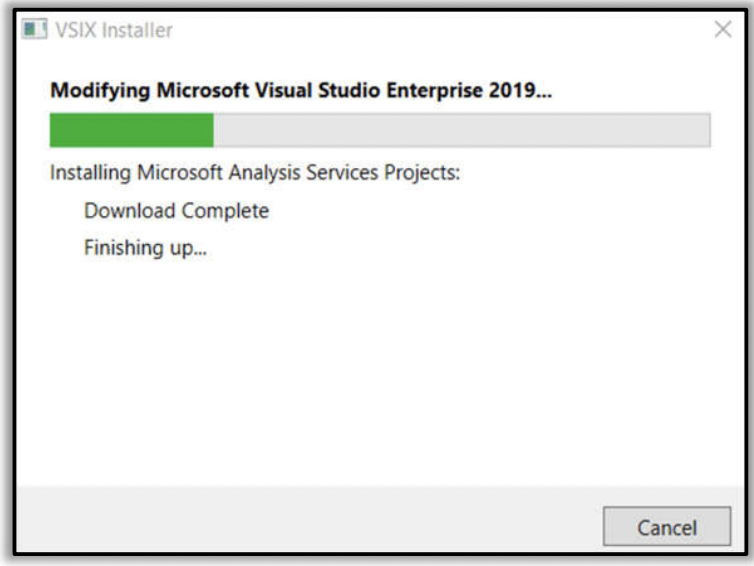 VSIX Installer
Modifying Microsoft Visual Studio Enterprise 2019...
Installing Microsoft Analysis Services Projects:
Download Complete
Finishing up...
Cancel